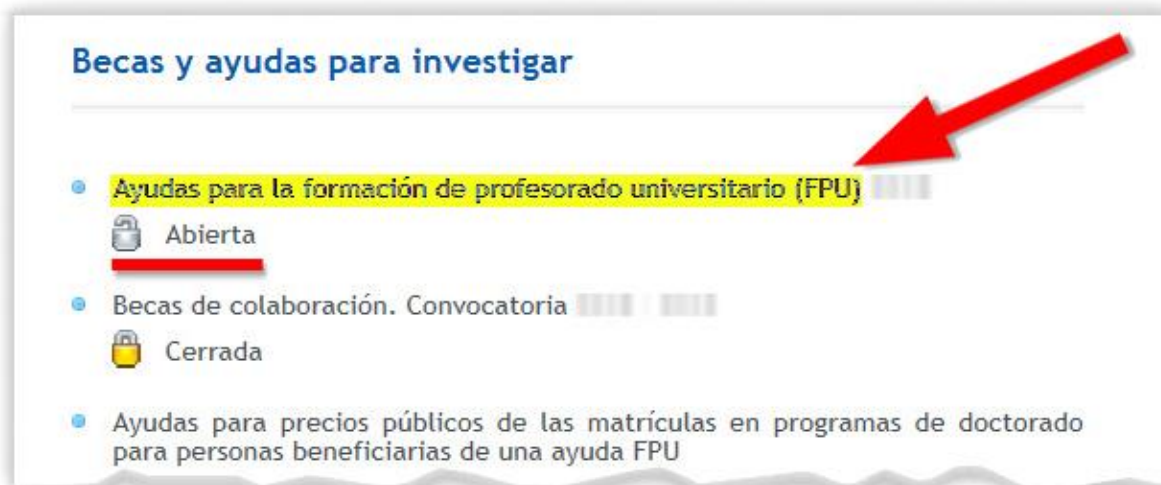 Becas y ayudas para investigar
Ayudas para la formación de profesorado universitario (FPU)
Abierta
Becas de colaboración. Convocatoria
Cerrada
Ayudas para precios públicos de las matrículas en programas de doctorado
para personas beneficiarias de una ayuda FPU